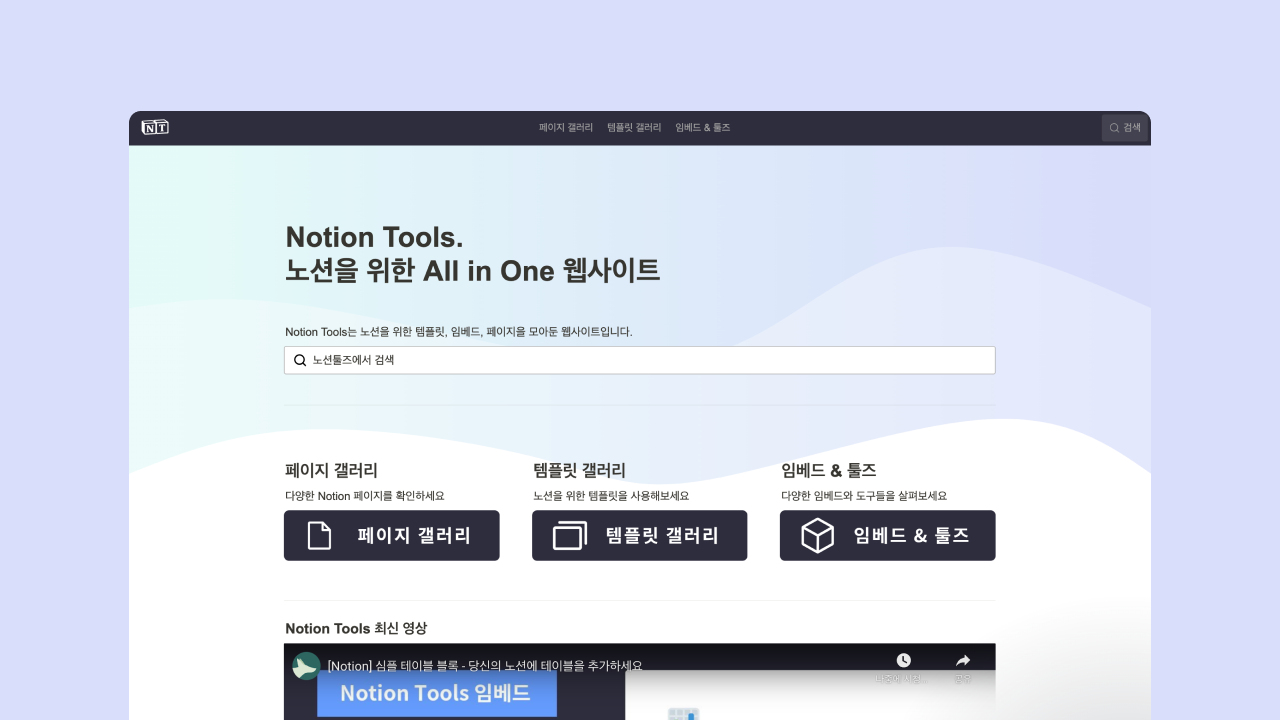 NT
페이지 갤러리 템플릿 갤러리 임베드 & 툴즈 검색
Notion Tools.
노션을 위한 All in One 웹사이트
Notion Tools는 노션을 위한 템플릿, 임베드, 페이지을 모아둔 웹사이트입니다.
노션툴즈에서 검색
페이지 갤러리
다양한 Notion 페이지를 확인하세요
페이지 갤러리
템플릿 갤러리
노션을 위한 템플릿을 사용해보세요
템플릿 갤러리
임베드 & 툴즈
다양한 임베드와 도구들을 살펴보세요
임베드 & 툴즈
Notion Tools 최신 영상
[Notion] 심플 테이블 블록 - 당신의 노션에 테이블을 추가하세요
공유
Notion Tools 임베드